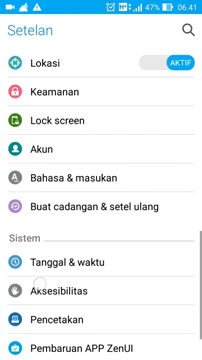 47% 06.41
Setelan
Lokasi AKTIF
Keamanan
Lock screen
Akun
Bahasa & masukan
Buat cadangan & setel ulang
Sistem
Tanggal & waktu
Aksesibilitas
Pencetakan
Pembaruan APP ZenUI